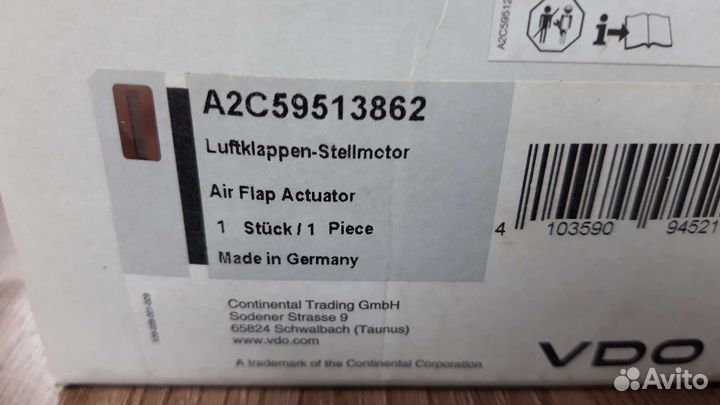 A2C59512
A2C59513862
Luftklappen-Stellmotor
Air Flap Actuator
1 Stück / 1 Piece
Made in Germany
4 103590 94521
Continental Trading GmbH
Sodener Strasse 9
65824 Schwalbach (Taunus)
www.vdo.com
A trademark of the Continental Corporation
VDO
Avito